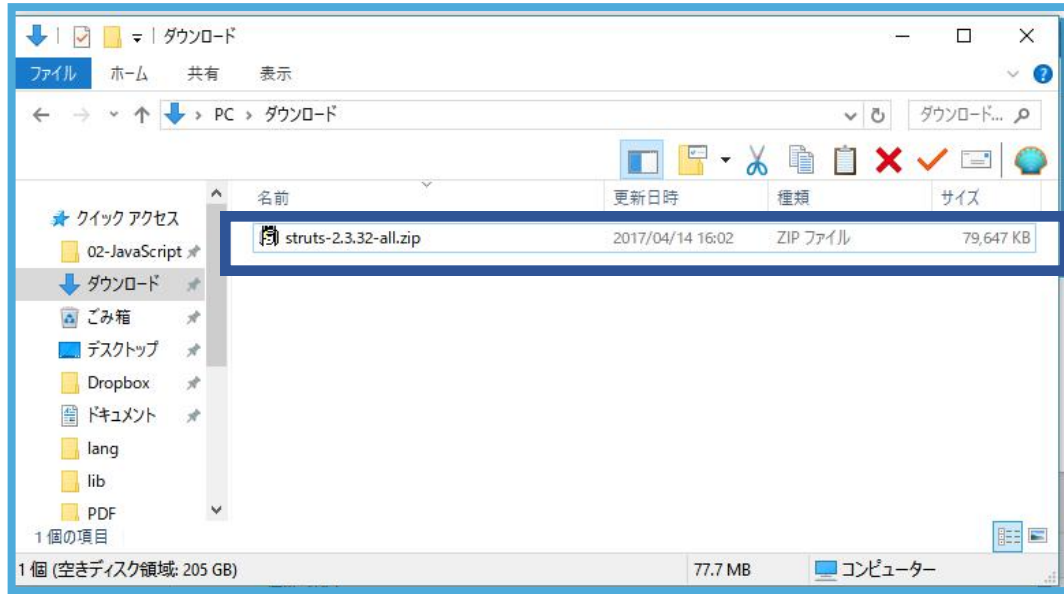 ダウンロード
ファイル ホーム 共有 表示
PC > ダウンロード ダウンロード...
名前 更新日時 種類 サイズ
クイック アクセス
struts-2.3.32-all.zip 2017/04/14 16:02 ZIP ファイル 79,647 KB
02-JavaScript
ダウンロード
ごみ箱
デスクトップ
Dropbox
ドキュメント
lang
lib
PDF
1 個の項目
1 個 (空きディスク領域: 205 GB) 77.7 MB コンピューター